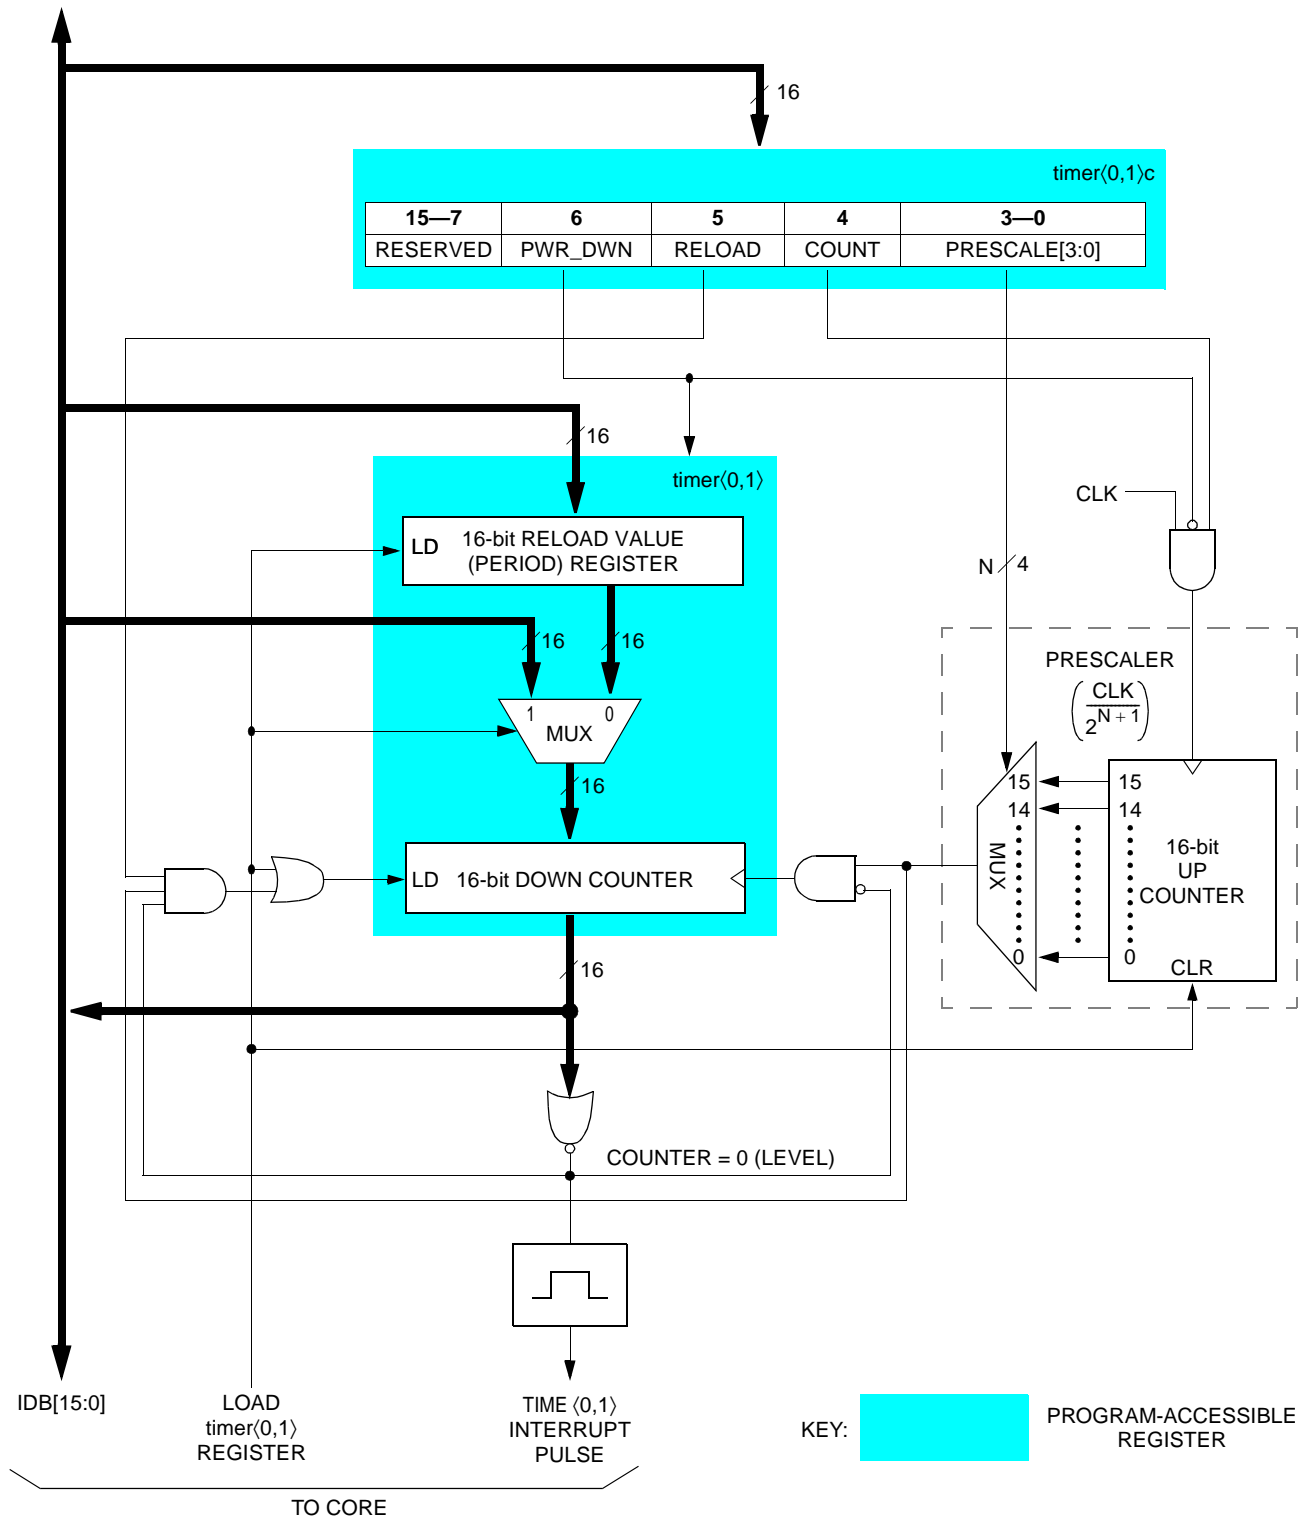 16
timer⟨0,1⟩c
15—7 6 5 4 3—0
RESERVED PWR_DWN RELOAD COUNT PRESCALE[3:0]
16
timer⟨0,1⟩
CLK
LD 16-bit RELOAD VALUE
(PERIOD) REGISTER
N 4
16 16
PRESCALER
(CLK
2^N + 1)
1 0
MUX
16
15 15
14 14
MUX
16-bit
UP
COUNTER
LD 16-bit DOWN COUNTER
0 0
CLR
16
COUNTER = 0 (LEVEL)
IDB[15:0]
LOAD
timer⟨0,1⟩
REGISTER
TIME ⟨0,1⟩
INTERRUPT
PULSE
KEY:
PROGRAM-ACCESSIBLE
REGISTER
TO CORE